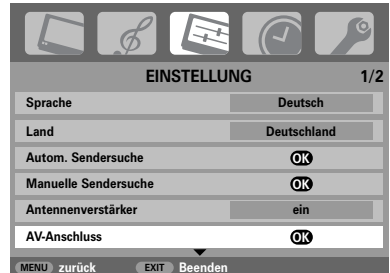 EINSTELLUNG 1/2
Sprache Deutsch
Land Deutschland
Autom. Sendersuche OK
Manuelle Sendersuche OK
Antennenverstärker ein
AV-Anschluss OK
MENU zurück EXIT Beenden